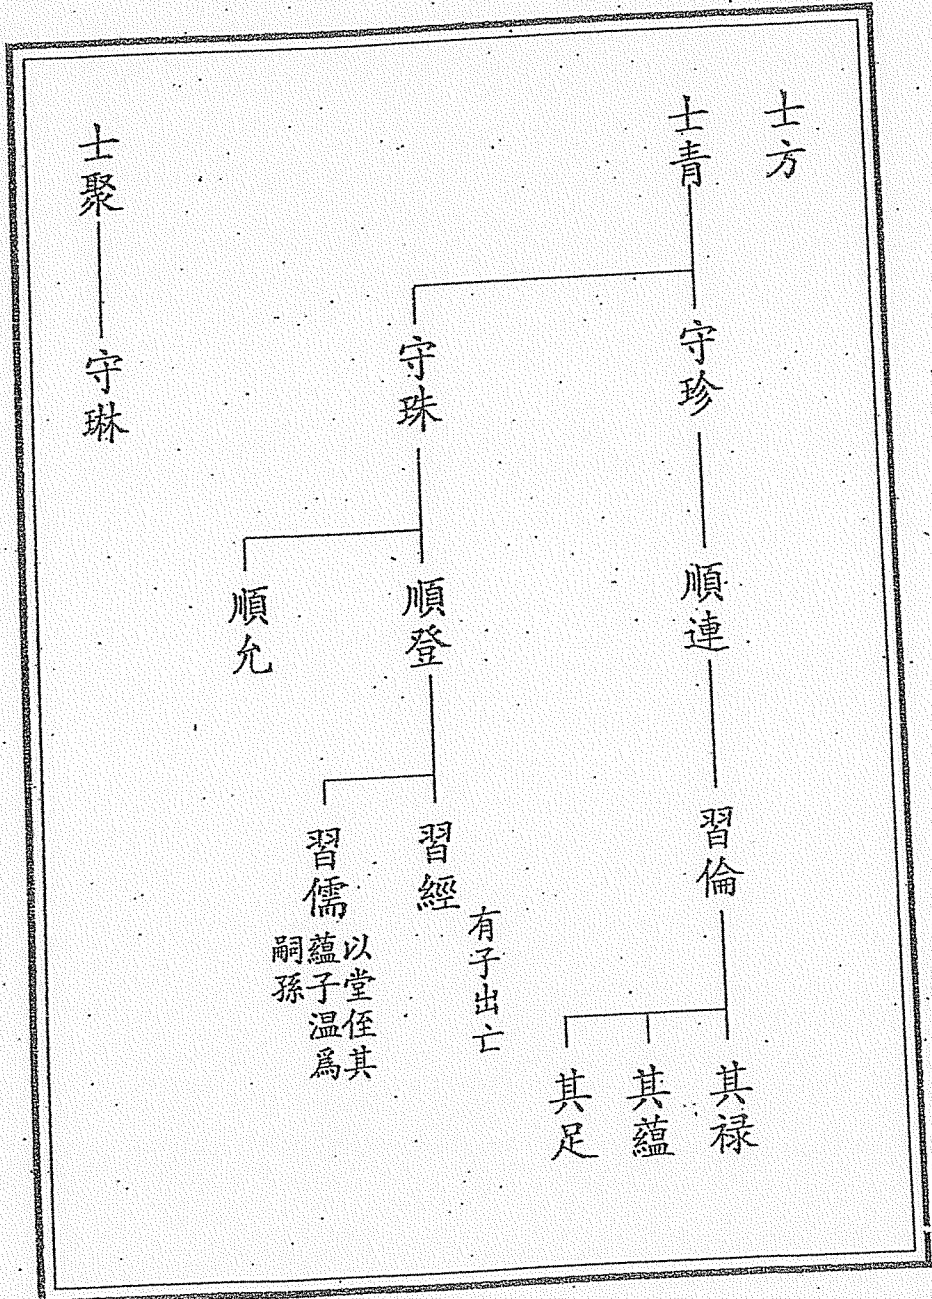 士方
士青
士聚
守珍
守珠
守琳
順連
順登
順允
習倫
習經
有子出亡
習儒
以堂侄其
蘊子温爲
嗣孫
其禄
其蘊
其足